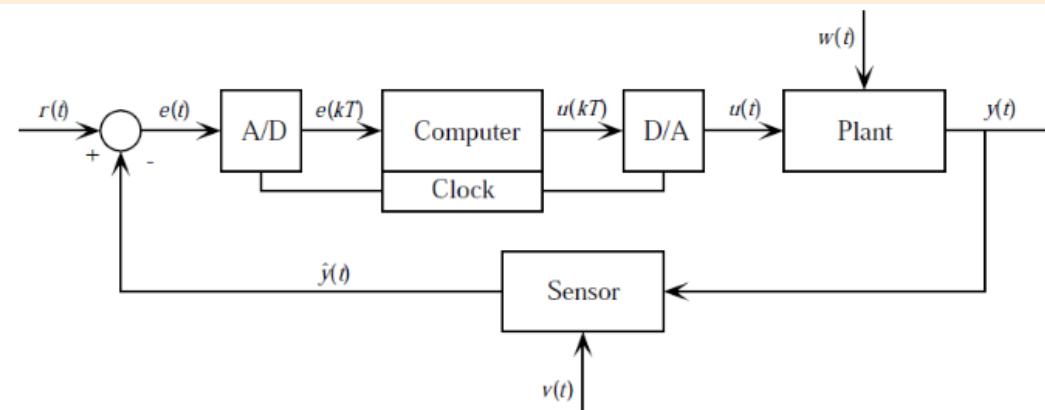 w(t)
r(t)
e(t)
A/D
e(kT)
Computer
u(kT)
D/A
u(t)
Plant
y(t)
+
-
Clock
ŷ(t)
Sensor
v(t)